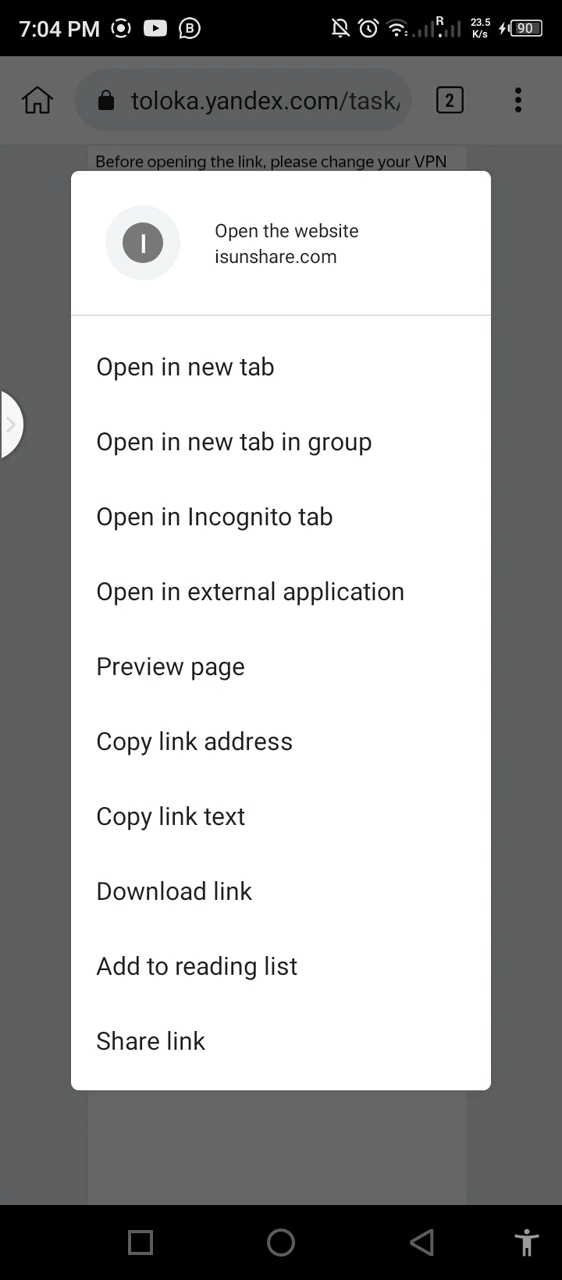 7:04 PM
R
23.5
K/s
90
toloka.yandex.com/task/
2
Before opening the link, please change your VPN
I
Open the website
isunshare.com
Open in new tab
Open in new tab in group
Open in Incognito tab
Open in external application
Preview page
Copy link address
Copy link text
Download link
Add to reading list
Share link